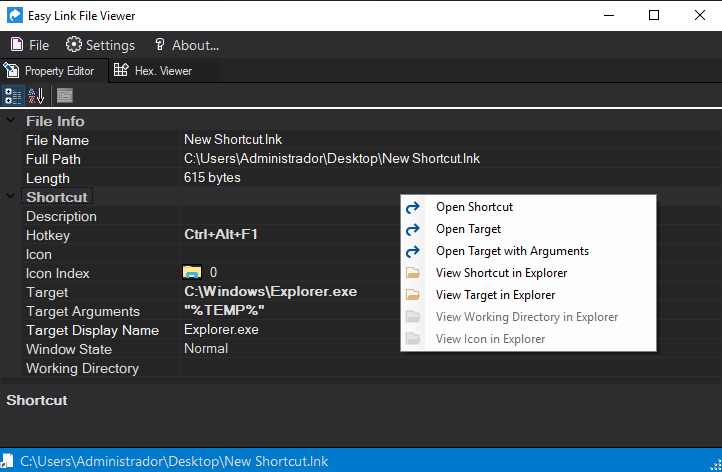 Easy Link File Viewer
File Settings ? About...
Property Editor Hex. Viewer
File Info
File Name New Shortcut.lnk
Full Path C:\Users\Administrador\Desktop\New Shortcut.lnk
Length 615 bytes
Shortcut
Description
Hotkey Ctrl+Alt+F1
Icon
Icon Index 0
Target C:\Windows\Explorer.exe
Target Arguments "%TEMP%"
Target Display Name Explorer.exe
Window State Normal
Working Directory
Open Shortcut
Open Target
Open Target with Arguments
View Shortcut in Explorer
View Target in Explorer
View Working Directory in Explorer
View Icon in Explorer
Shortcut
C:\Users\Administrador\Desktop\New Shortcut.lnk